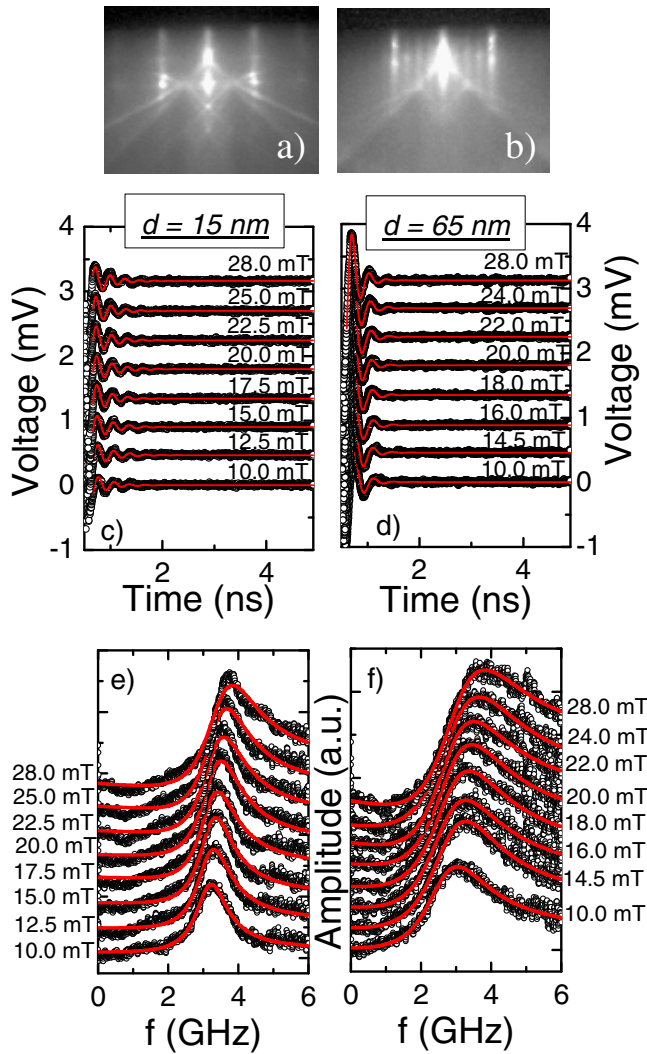 a)
b)
d = 15 nm
d = 65 nm
4
3
2
1
0
-1
Voltage (mV)
28.0 mT
25.0 mT
22.5 mT
20.0 mT
17.5 mT
15.0 mT
12.5 mT
10.0 mT
c)
2
4
Time (ns)
28.0 mT
24.0 mT
22.0 mT
20.0 mT
18.0 mT
16.0 mT
14.5 mT
10.0 mT
d)
4
3
2
1
0
-1
Voltage (mV)
2
4
Time (ns)
e)
28.0 mT
25.0 mT
22.5 mT
20.0 mT
17.5 mT
15.0 mT
12.5 mT
10.0 mT
0
2
4
6
f (GHz)
Amplitude (a.u.)
f)
28.0 mT
24.0 mT
22.0 mT
20.0 mT
18.0 mT
16.0 mT
14.5 mT
10.0 mT
0
2
4
6
f (GHz)